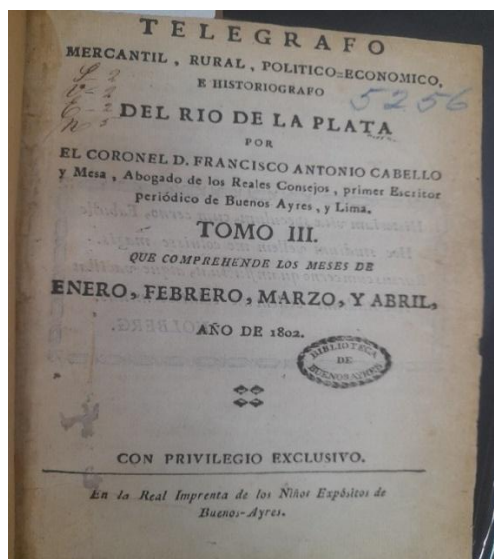 TELEGRAFO
MERCANTIL, RURAL, POLITICO=ECONOMICO,
E HISTORIOGRAFO
5256
DEL RIO DE LA PLATA
POR
EL CORONEL D. FRANCISCO ANTONIO CABELLO
y Mesa, Abogado de los Reales Consejos, primer Escritor
periódico de Buenos Ayres, y Lima.
TOMO III.
QUE COMPREHENDE LOS MESES DE
ENERO, FEBRERO, MARZO, Y ABRIL,
AÑO DE 1802.
BIBLIOTECA
DE
BUENOS AYRES
CON PRIVILEGIO EXCLUSIVO.
En la Real Imprenta de los Niños Expósitos de
Buenos-Ayres.